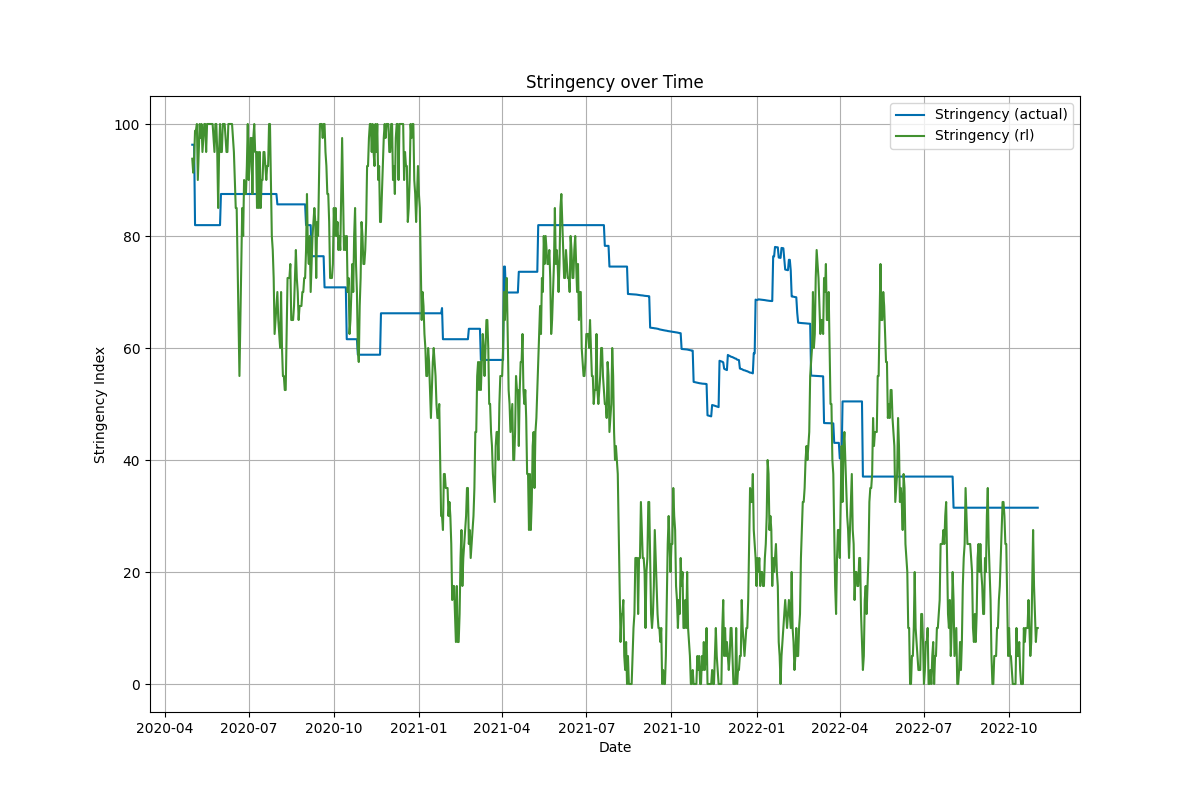 Stringency over Time
Stringency (actual)
Stringency (rl)
100
80
60
40
20
0
Stringency Index
2020-04 2020-07 2020-10 2021-01 2021-04 2021-07 2021-10 2022-01 2022-04 2022-07 2022-10
Date